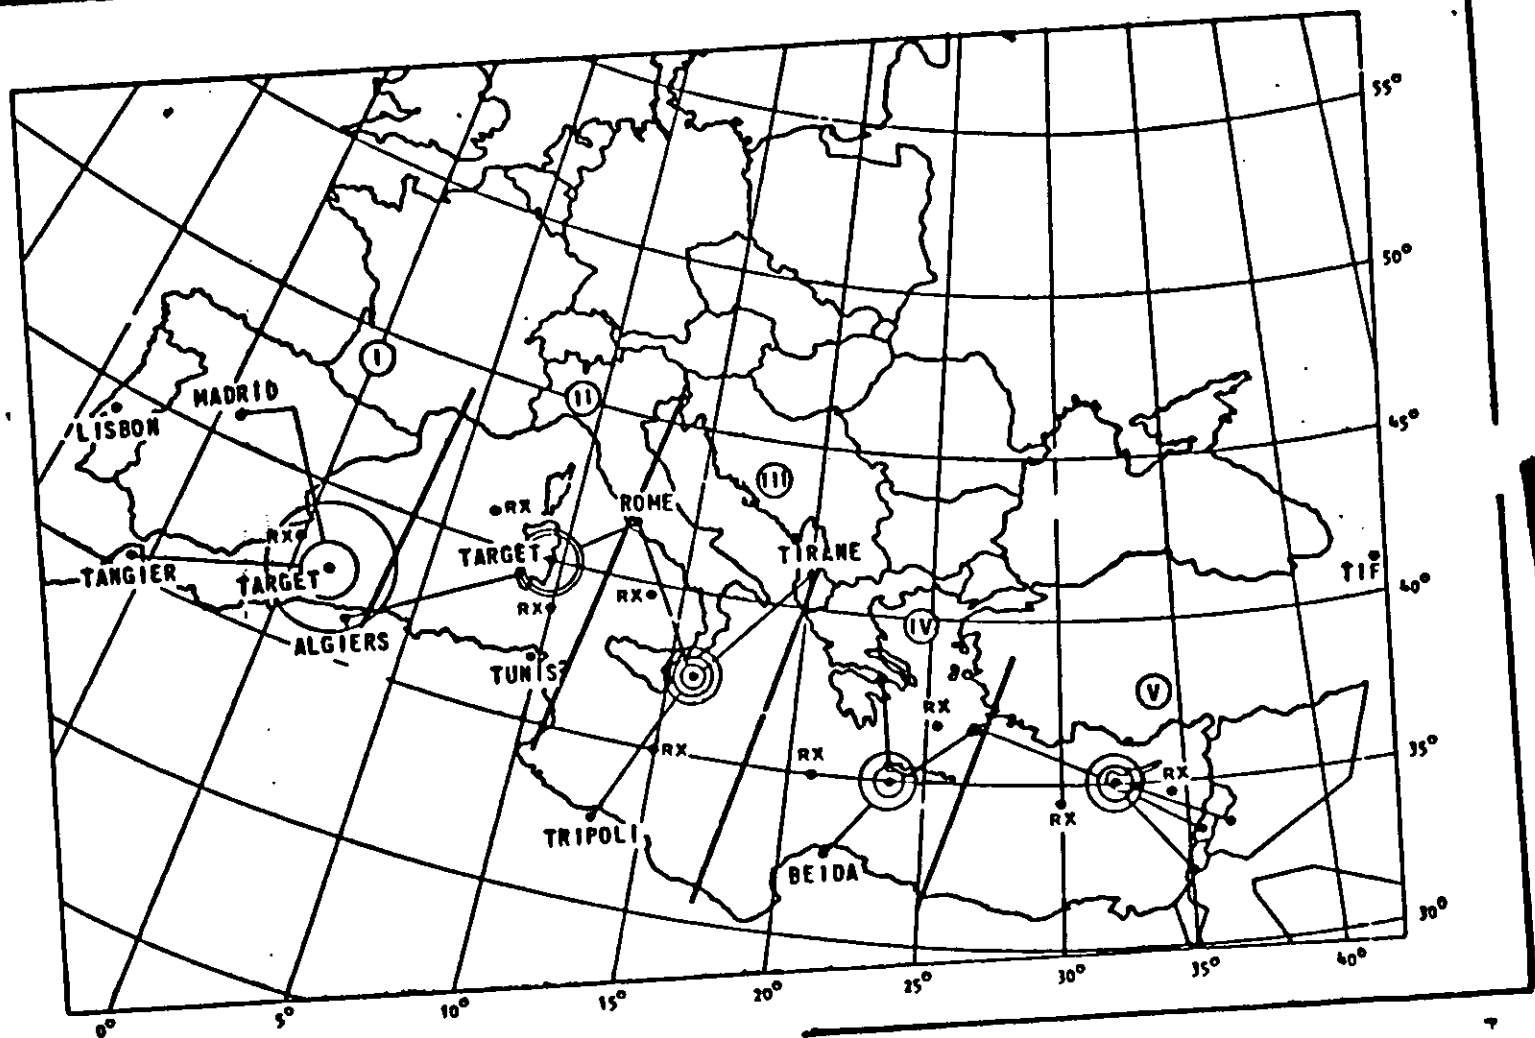 55°
50°
I
II
MADRID
LISBON
45°
III
RX
ROME
RX
TARGET
TIRANE
TIF
TANGIER
TARGET
40°
RX
RX
IV
ALGIERS
TUNIS
V
RX
RX
RX
35°
RX
RX
TRIPOLI
BEIDA
30°
0°
5°
10°
15°
20°
25°
30°
35°
40°